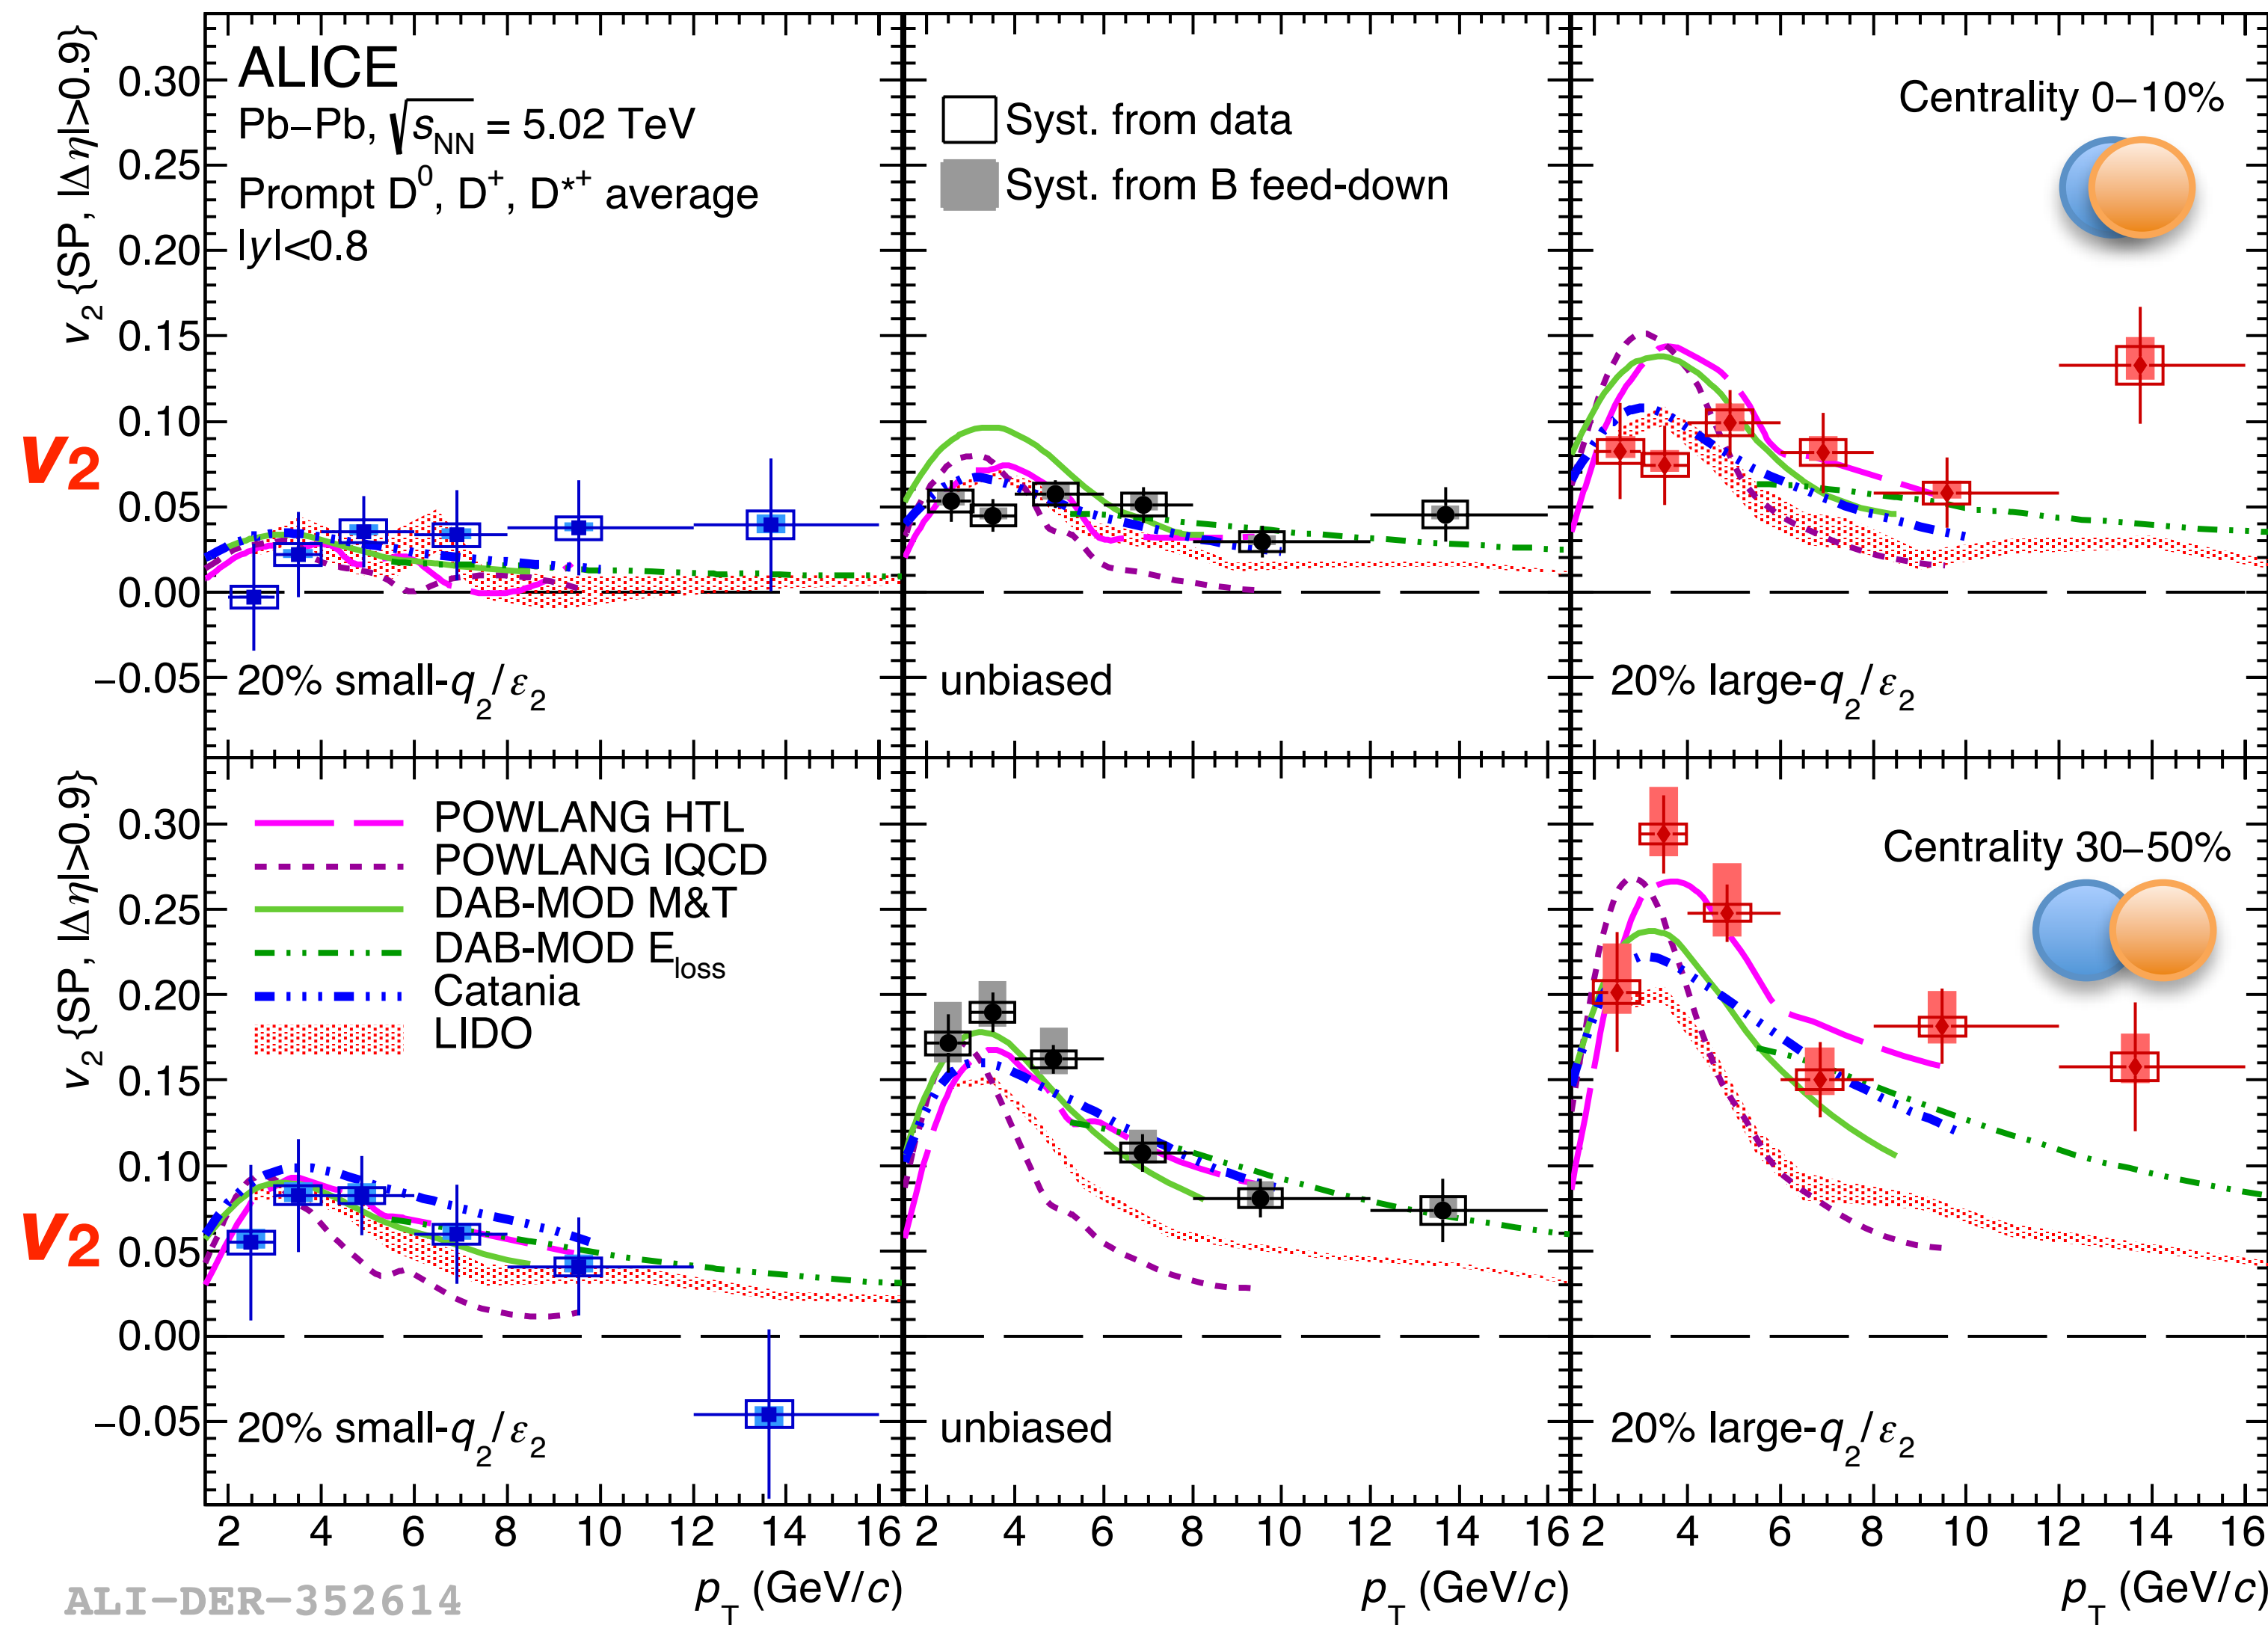 ALICE
Pb–Pb, √s_NN = 5.02 TeV
Prompt D⁰, D⁺, D*⁺ average
|y|<0.8
Syst. from data
Syst. from B feed-down
Centrality 0–10%
v₂ {SP, |Δη|>0.9}
0.30
0.25
0.20
0.15
0.10
0.05
0.00
−0.05
v₂
20% small-q₂/ε₂
unbiased
20% large-q₂/ε₂
v₂ {SP, |Δη|>0.9}
0.30
0.25
0.20
0.15
0.10
0.05
0.00
−0.05
v₂
POWLANG HTL
POWLANG lQCD
DAB-MOD M&T
DAB-MOD E_loss
Catania
LIDO
Centrality 30–50%
20% small-q₂/ε₂
unbiased
20% large-q₂/ε₂
2 4 6 8 10 12 14 16
2 4 6 8 10 12 14 16
2 4 6 8 10 12 14 16
p_T (GeV/c)
p_T (GeV/c)
p_T (GeV/c)
ALI-DER-352614